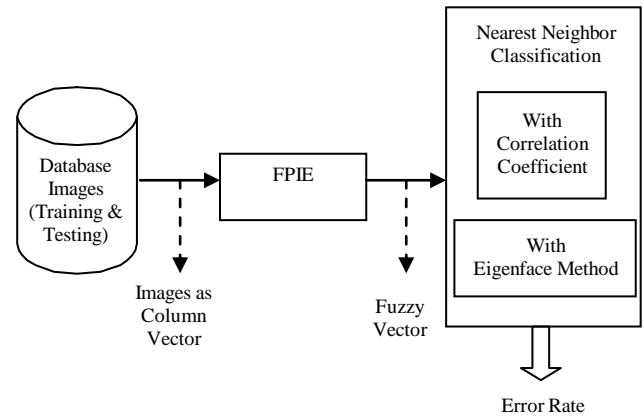 Nearest Neighbor
Classification
With
Correlation
Coefficient
Database
Images
(Training &
Testing)
FPIE
With
Eigenface Method
Images as
Column
Vector
Fuzzy
Vector
Error Rate